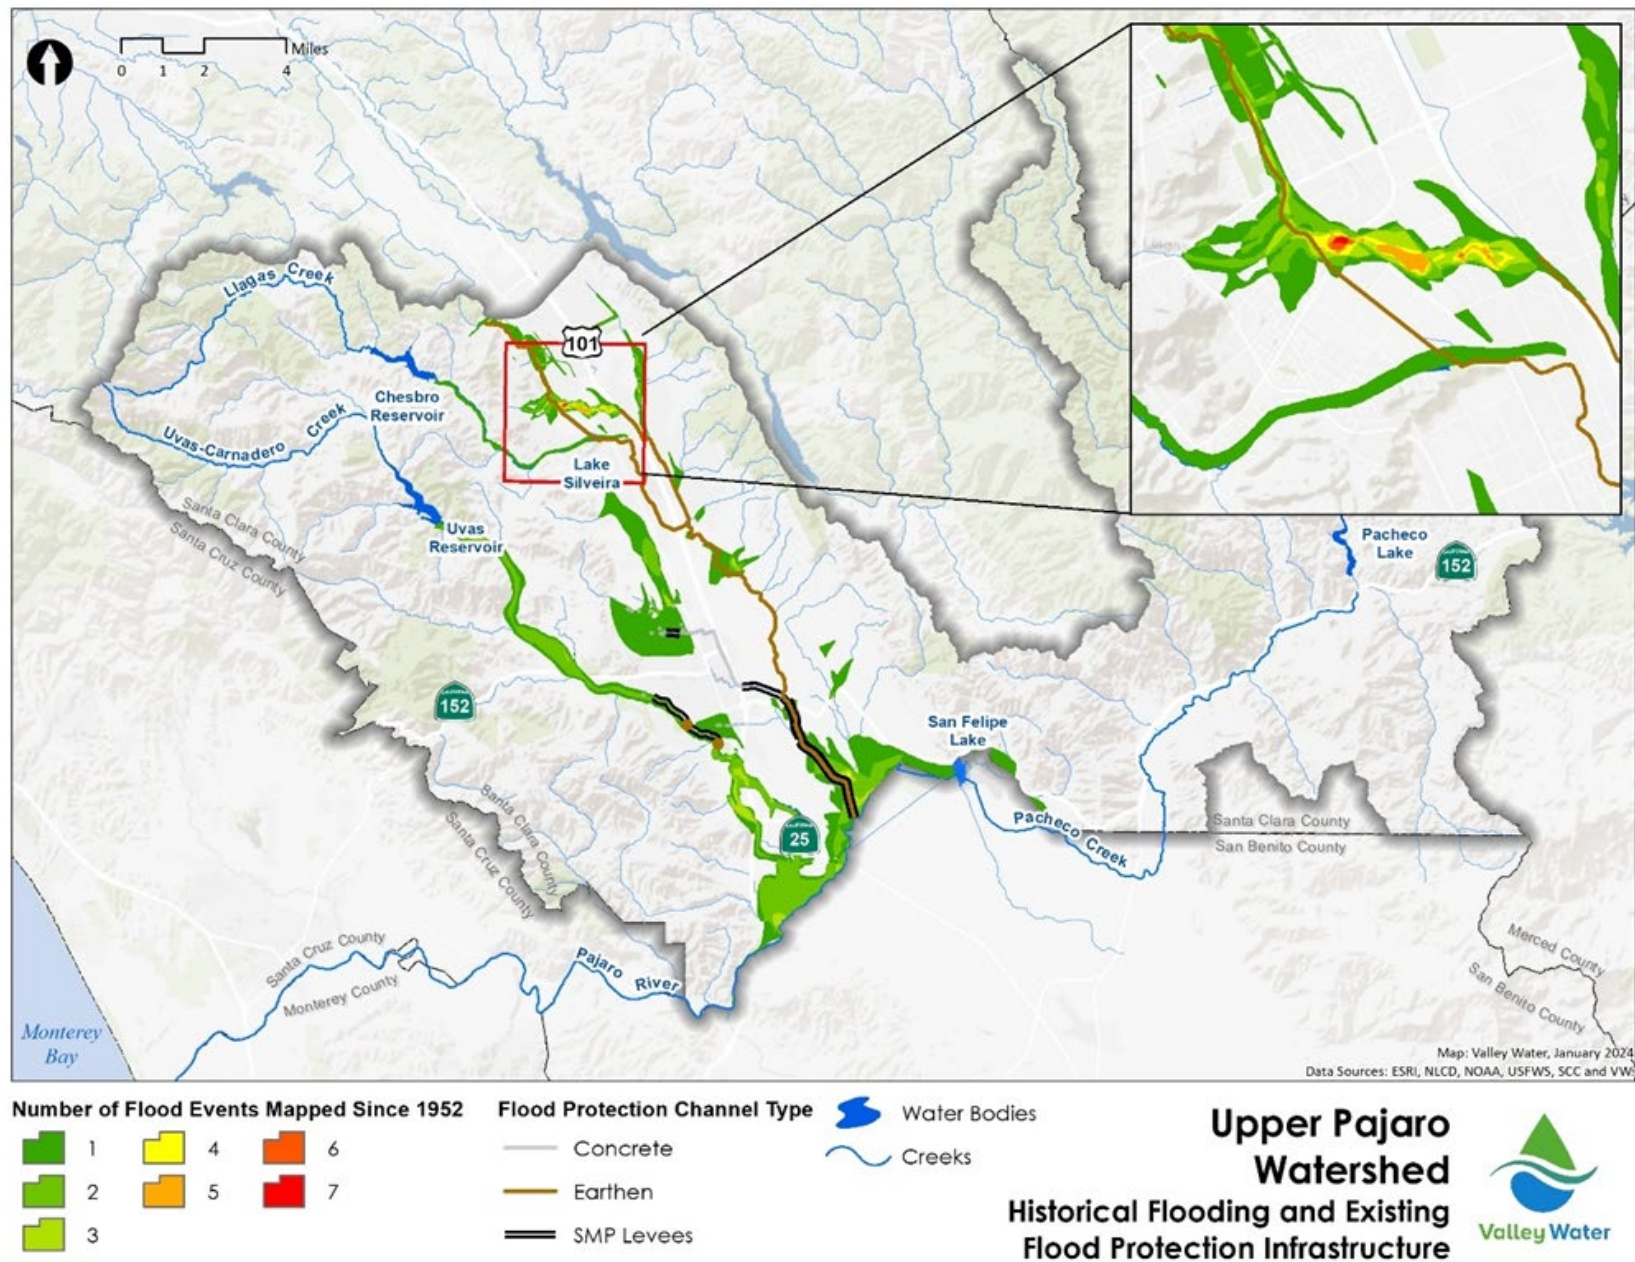 Miles
0 1 2 4
101
Llagas Creek
Chesbro
Reservoir
Uvas-Carnadero Creek
Lake
Silveira
Santa Clara County
Santa Cruz County
Uvas
Reservoir
Pacheco
Lake
152
152
San Felipe
Lake
25
Pacheco Creek
Santa Clara County
San Benito County
Santa Clara County
Santa Cruz County
Santa Cruz County
Monterey County
Pajaro River
Merced County
San Benito County
Monterey
Bay
Map: Valley Water, January 2024
Data Sources: ESRI, NLCD, NOAA, USFWS, SCC and VW
Number of Flood Events Mapped Since 1952
1
2
3
4
5
6
7
Flood Protection Channel Type
Concrete
Earthen
SMP Levees
Water Bodies
Creeks
Upper Pajaro
Watershed
Historical Flooding and Existing
Flood Protection Infrastructure
Valley Water